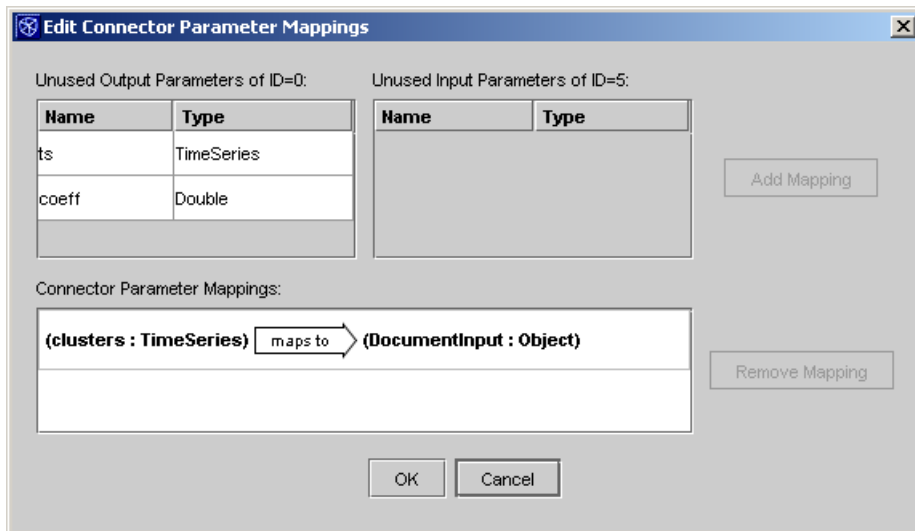 Edit Connector Parameter Mappings
Unused Output Parameters of ID=0:
Unused Input Parameters of ID=5:
Name Type
Name Type
ts TimeSeries
coeff Double
Add Mapping
Connector Parameter Mappings:
(clusters : TimeSeries) maps to (DocumentInput : Object)
Remove Mapping
OK Cancel